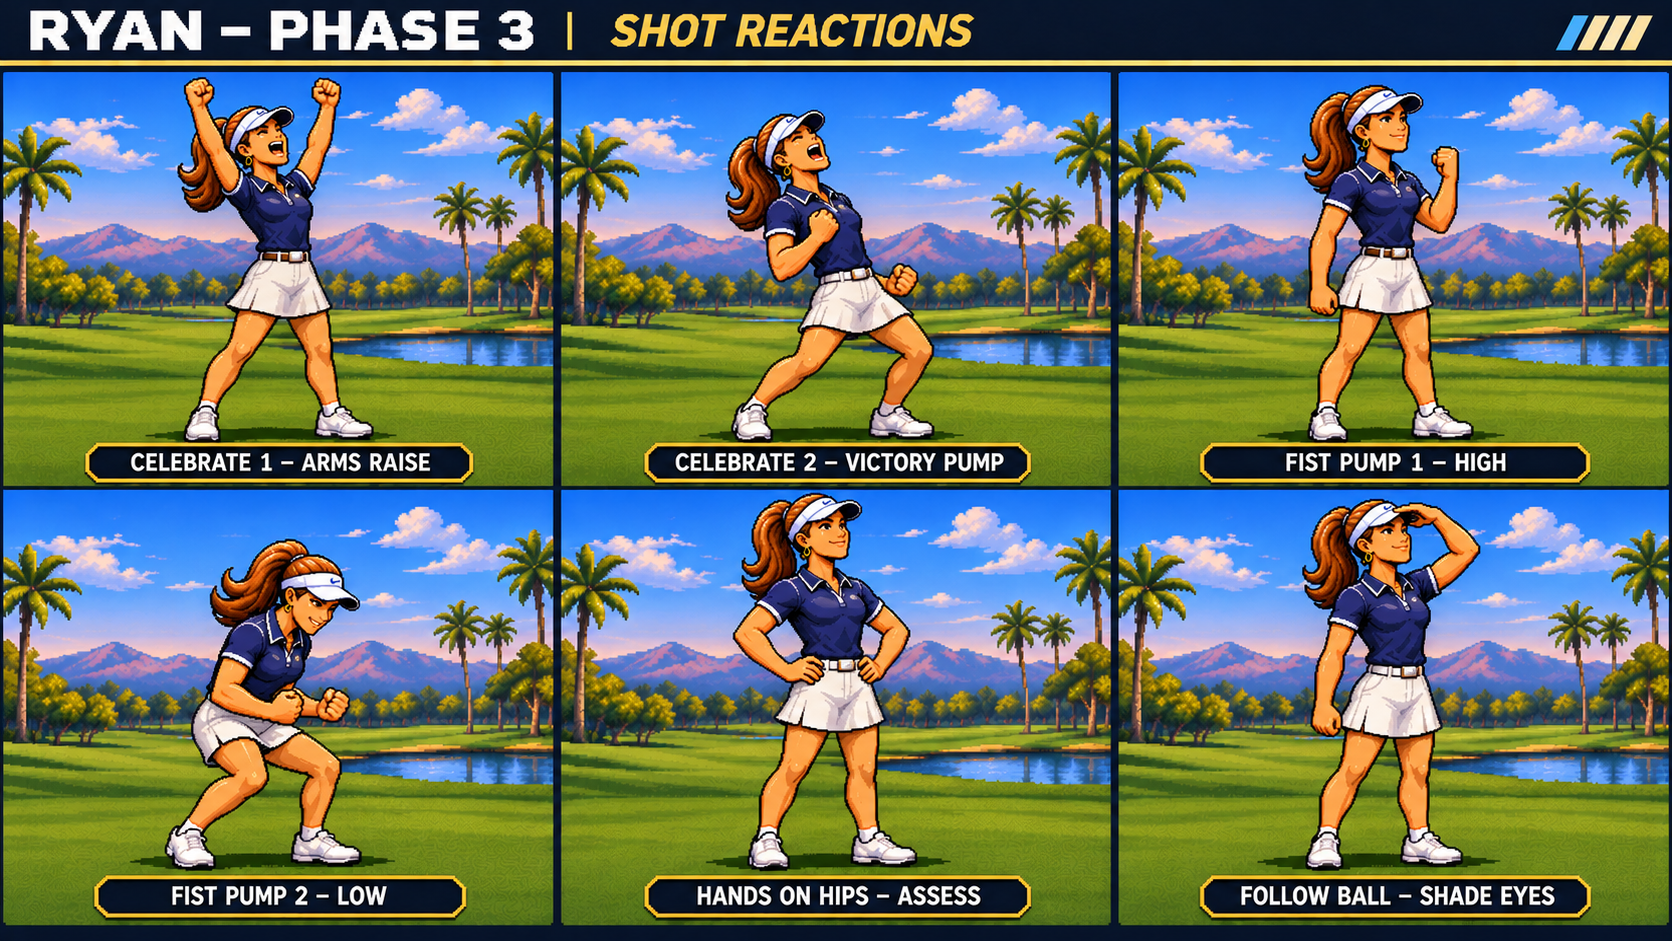 RYAN – PHASE 3 | SHOT REACTIONS
CELEBRATE 1 – ARMS RAISE
CELEBRATE 2 – VICTORY PUMP
FIST PUMP 1 – HIGH
FIST PUMP 2 – LOW
HANDS ON HIPS – ASSESS
FOLLOW BALL – SHADE EYES